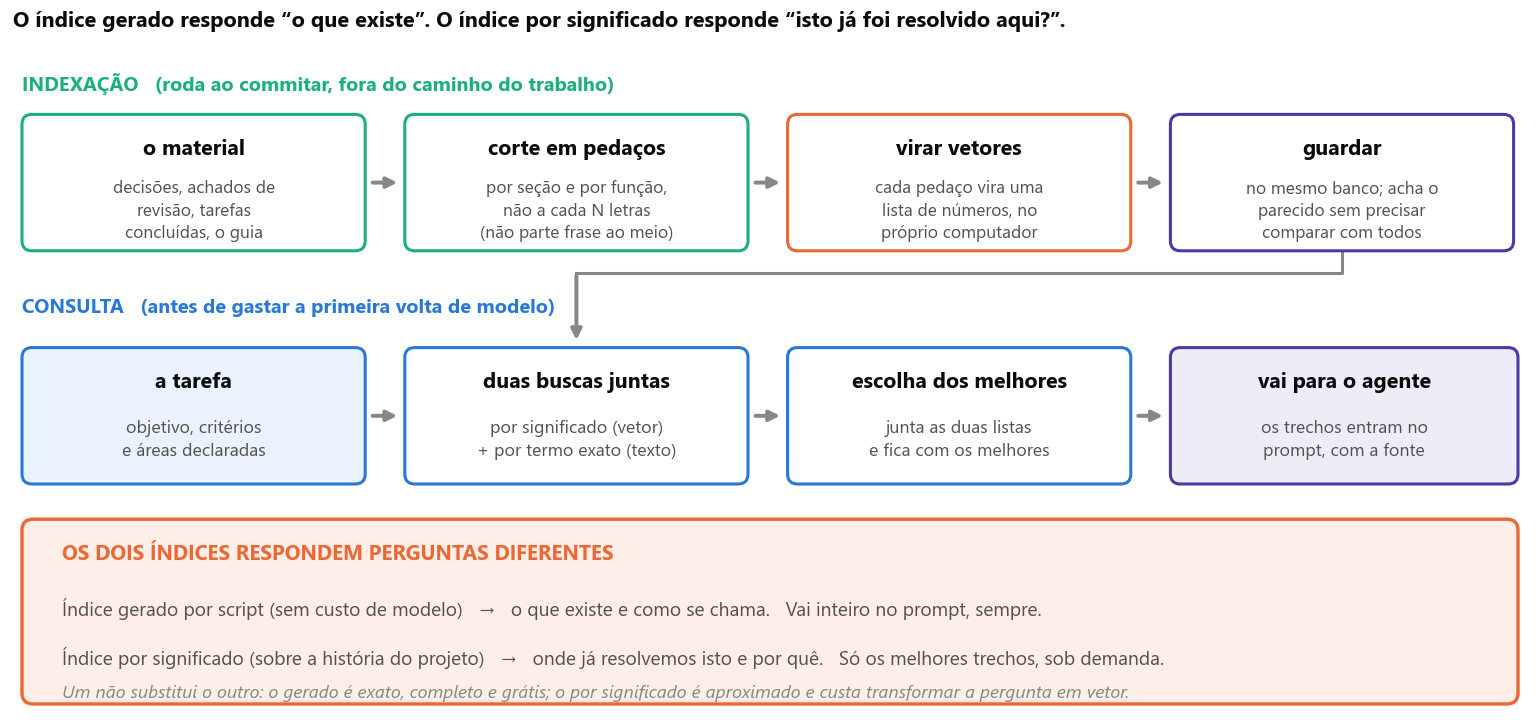 O índice gerado responde “o que existe”. O índice por significado responde “isto já foi resolvido aqui?”.
INDEXAÇÃO (roda ao commitar, fora do caminho do trabalho)
o material
decisões, achados de
revisão, tarefas
concluídas, o guia
corte em pedaços
por seção e por função,
não a cada N letras
(não parte frase ao meio)
virar vetores
cada pedaço vira uma
lista de números, no
próprio computador
guardar
no mesmo banco; acha o
parecido sem precisar
comparar com todos
CONSULTA (antes de gastar a primeira volta de modelo)
a tarefa
objetivo, critérios
e áreas declaradas
duas buscas juntas
por significado (vetor)
+ por termo exato (texto)
escolha dos melhores
junta as duas listas
e fica com os melhores
vai para o agente
os trechos entram no
prompt, com a fonte
OS DOIS ÍNDICES RESPONDEM PERGUNTAS DIFERENTES
Índice gerado por script (sem custo de modelo) → o que existe e como se chama. Vai inteiro no prompt, sempre.
Índice por significado (sobre a história do projeto) → onde já resolvemos isto e por quê. Só os melhores trechos, sob demanda.
Um não substitui o outro: o gerado é exato, completo e grátis; o por significado é aproximado e custa transformar a pergunta em vetor.